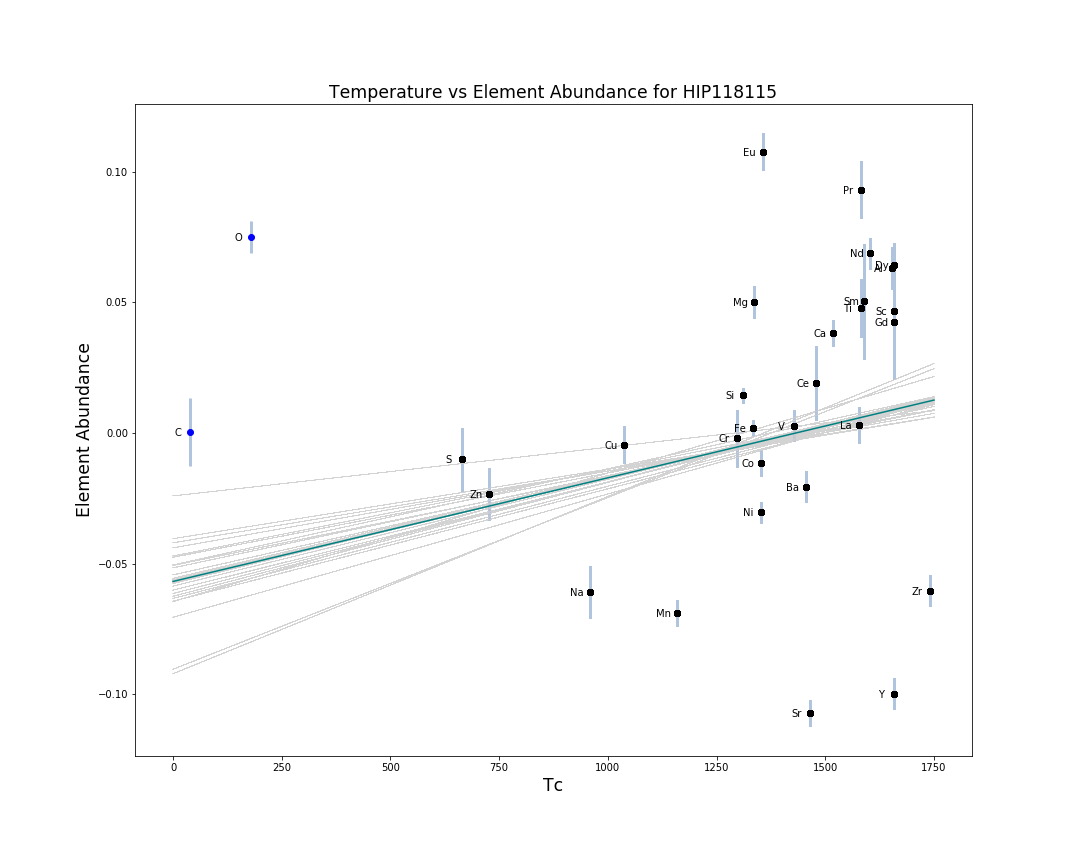 Temperature vs Element Abundance for HIP118115
Element Abundance
0.10
0.05
0.00
−0.05
−0.10
Eu
Pr
O
Nd
Dy
Al
Mg
Sm
Ti
Sc
Gd
Ca
Ce
Si
C
Fe
V
La
Cr
Cu
S
Co
Zn
Ba
Ni
Na
Zr
Mn
Y
Sr
0 250 500 750 1000 1250 1500 1750
Tc